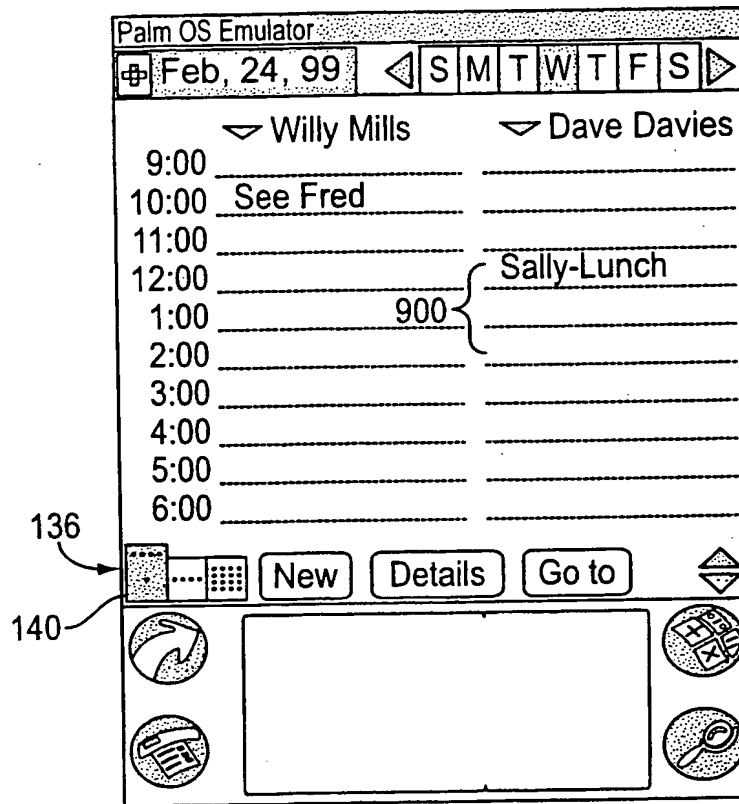 Palm OS Emulator
Feb, 24, 99 S M T W T F S
Willy Mills Dave Davies
9:00
10:00 See Fred
11:00
12:00 Sally-Lunch
1:00 900
2:00
3:00
4:00
5:00
6:00
136
New Details Go to
140